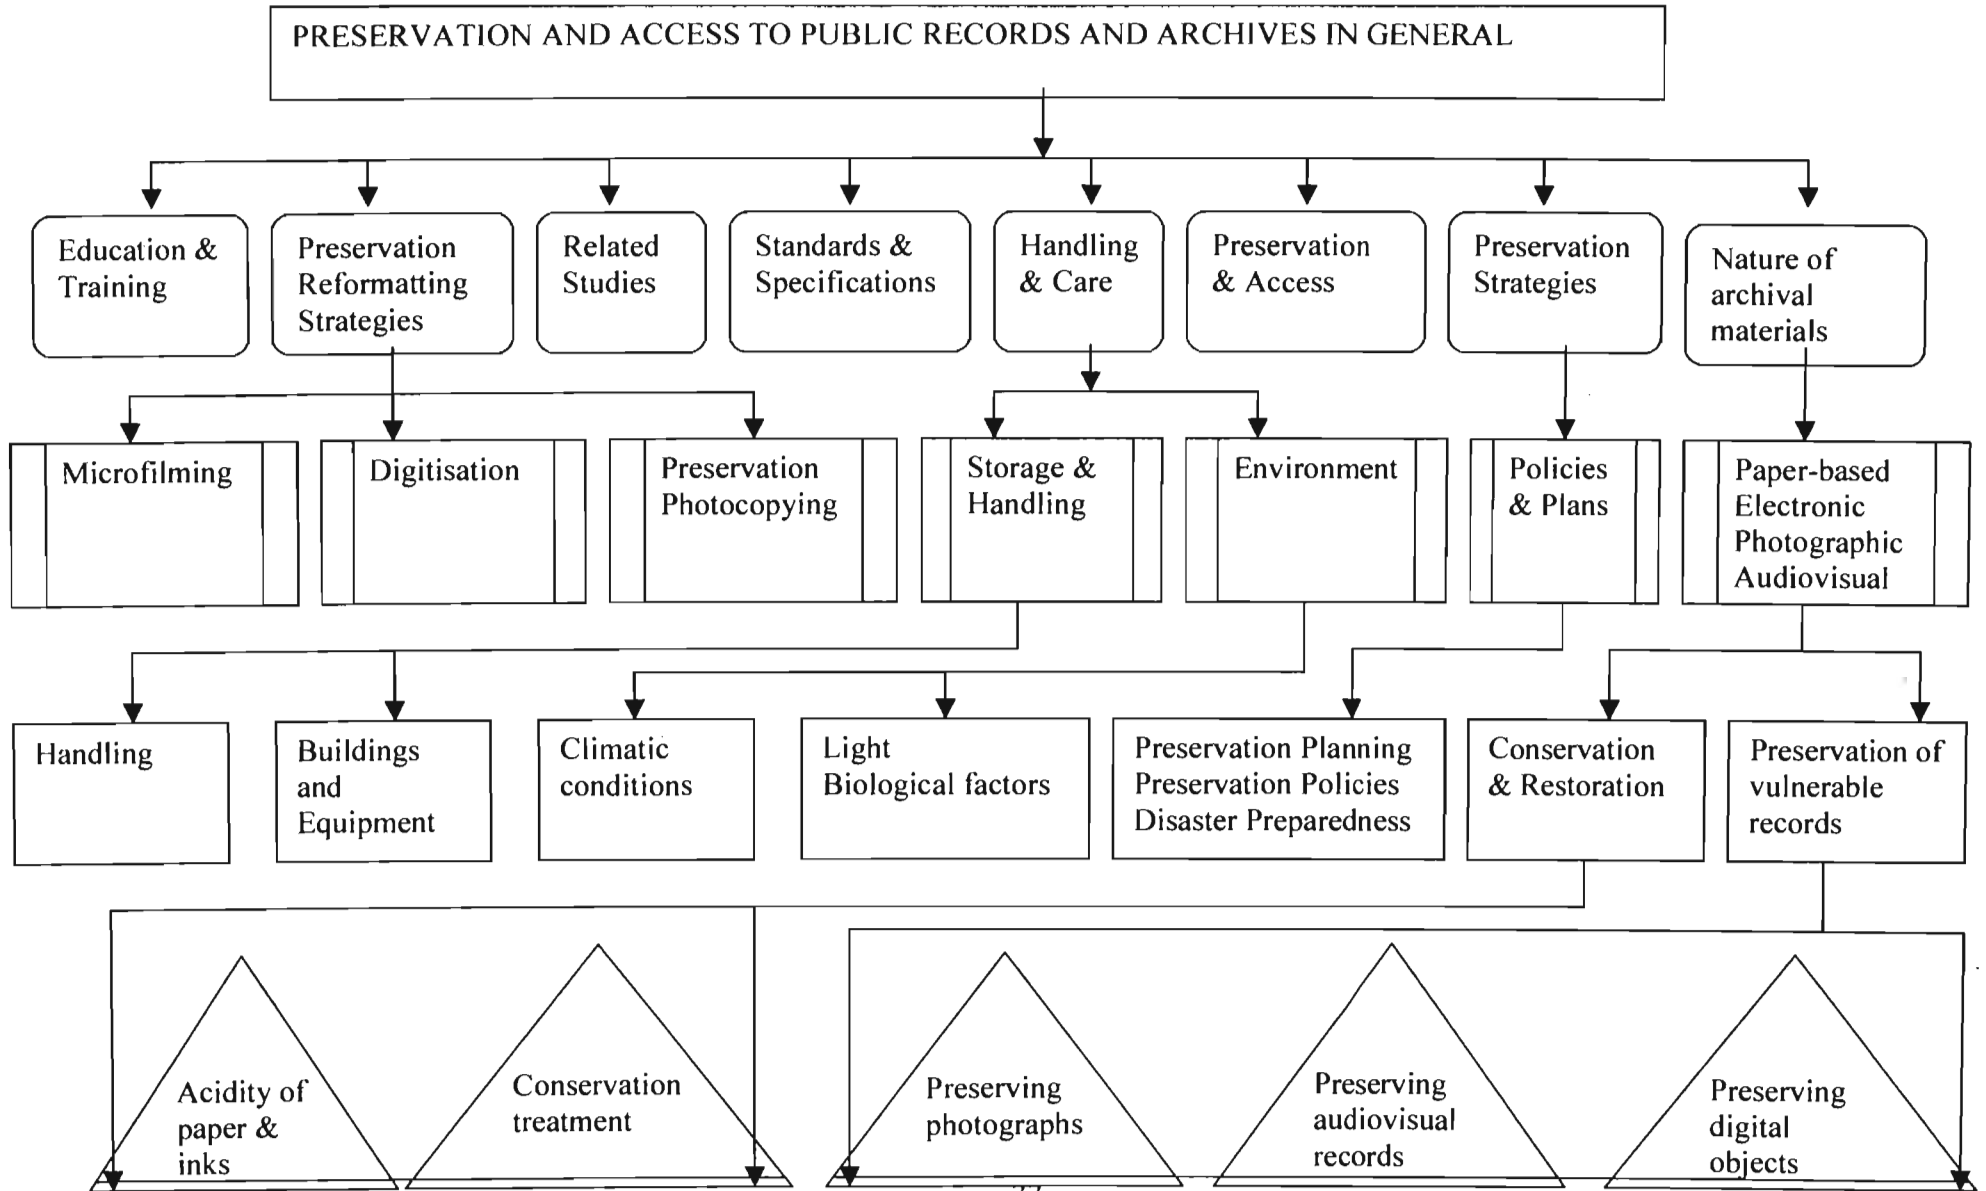 PRESERVATION AND ACCESS TO PUBLIC RECORDS AND ARCHIVES IN GENERAL
Education &
Training
Preservation
Reformatting
Strategies
Related
Studies
Standards &
Specifications
Handling
& Care
Preservation
& Access
Preservation
Strategies
Nature of
archival
materials
Microfilming
Digitisation
Preservation
Photocopying
Storage &
Handling
Environment
Policies
& Plans
Paper-based
Electronic
Photographic
Audiovisual
Handling
Buildings
and
Equipment
Climatic
conditions
Light
Biological factors
Preservation Planning
Preservation Policies
Disaster Preparedness
Conservation
& Restoration
Preservation of
vulnerable
records
Acidity of
paper &
inks
Conservation
treatment
Preserving
photographs
Preserving
audiovisual
records
Preserving
digital
objects